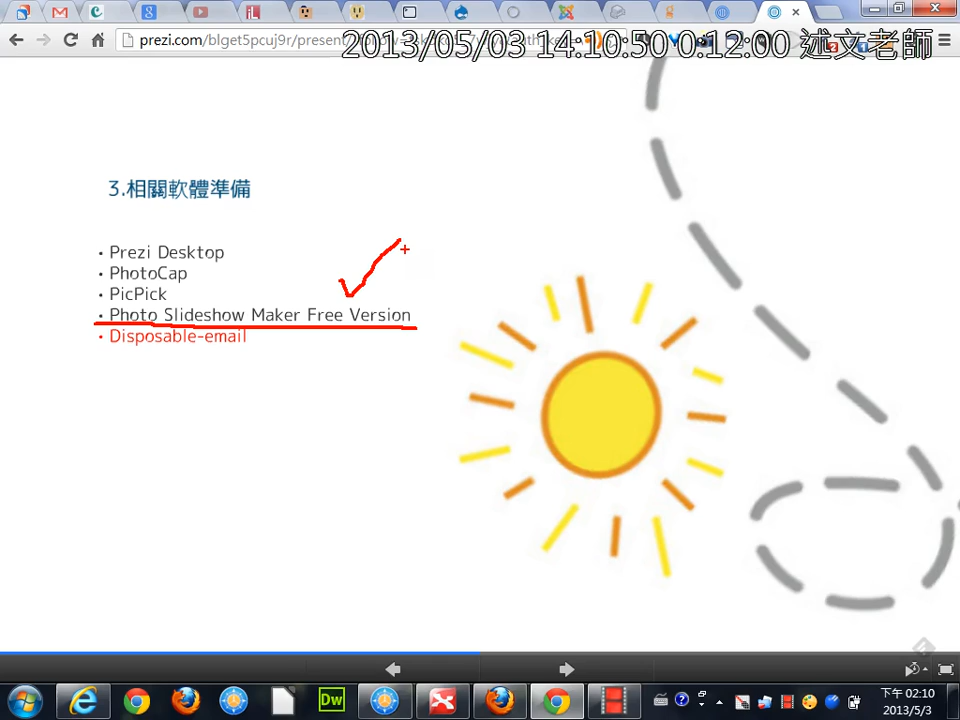 prezi.com/blget5pcuj9r/present
2013/05/03 14:10:50 0:12:00 述文老師
3.相關軟體準備
• Prezi Desktop
• PhotoCap
• PicPick
• Photo Slideshow Maker Free Version
• Disposable-email
Dw
下午 02:10
2013/5/3